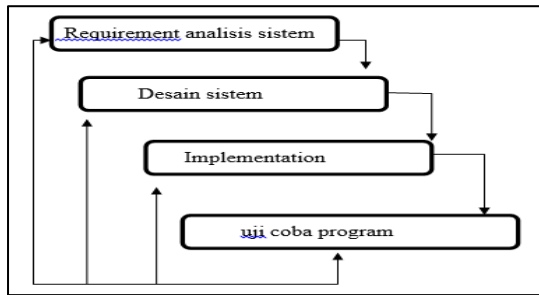 Requirement analisis sistem
Desain sistem
Implementation
uji coba program